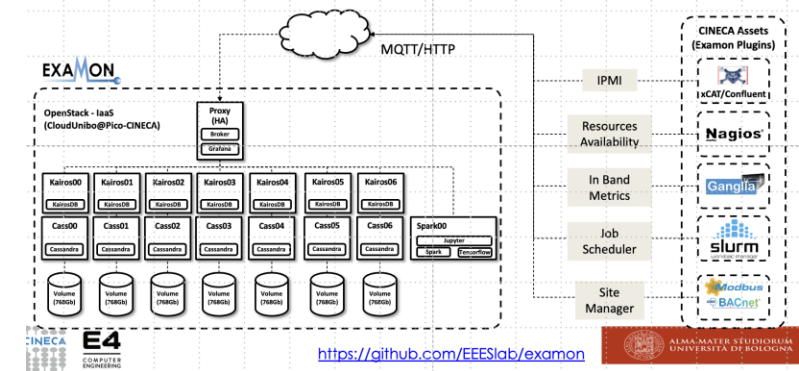 MQTT/HTTP
CINECA Assets
(Examon Plugins)
EXAMON
OpenStack - IaaS
(CloudUnibo@Pico-CINECA)
Proxy
(HA)
Broker
Grafana
IPMI
xCAT/Confluent
Resources
Availability
Nagios
In Band
Metrics
Ganglia
Job
Scheduler
slurm
workload manager
Site
Manager
Modbus
BACnet
Kairos00 Kairos01 Kairos02 Kairos03 Kairos04 Kairos05 Kairos06
KairosDB KairosDB KairosDB KairosDB KairosDB KairosDB KairosDB
Cass00 Cass01 Cass02 Cass03 Cass04 Cass05 Cass06 Spark00
Cassandra Cassandra Cassandra Cassandra Cassandra Cassandra Cassandra
Jupyter
Spark Tensorflow
Volume Volume Volume Volume Volume Volume Volume
(768Gb) (768Gb) (768Gb) (768Gb) (768Gb) (768Gb) (768Gb)
CINECA
E4
COMPUTER
ENGINEERING
https://github.com/EEESlab/examon
ALMA MATER STUDIORUM
UNIVERSITÀ DI BOLOGNA